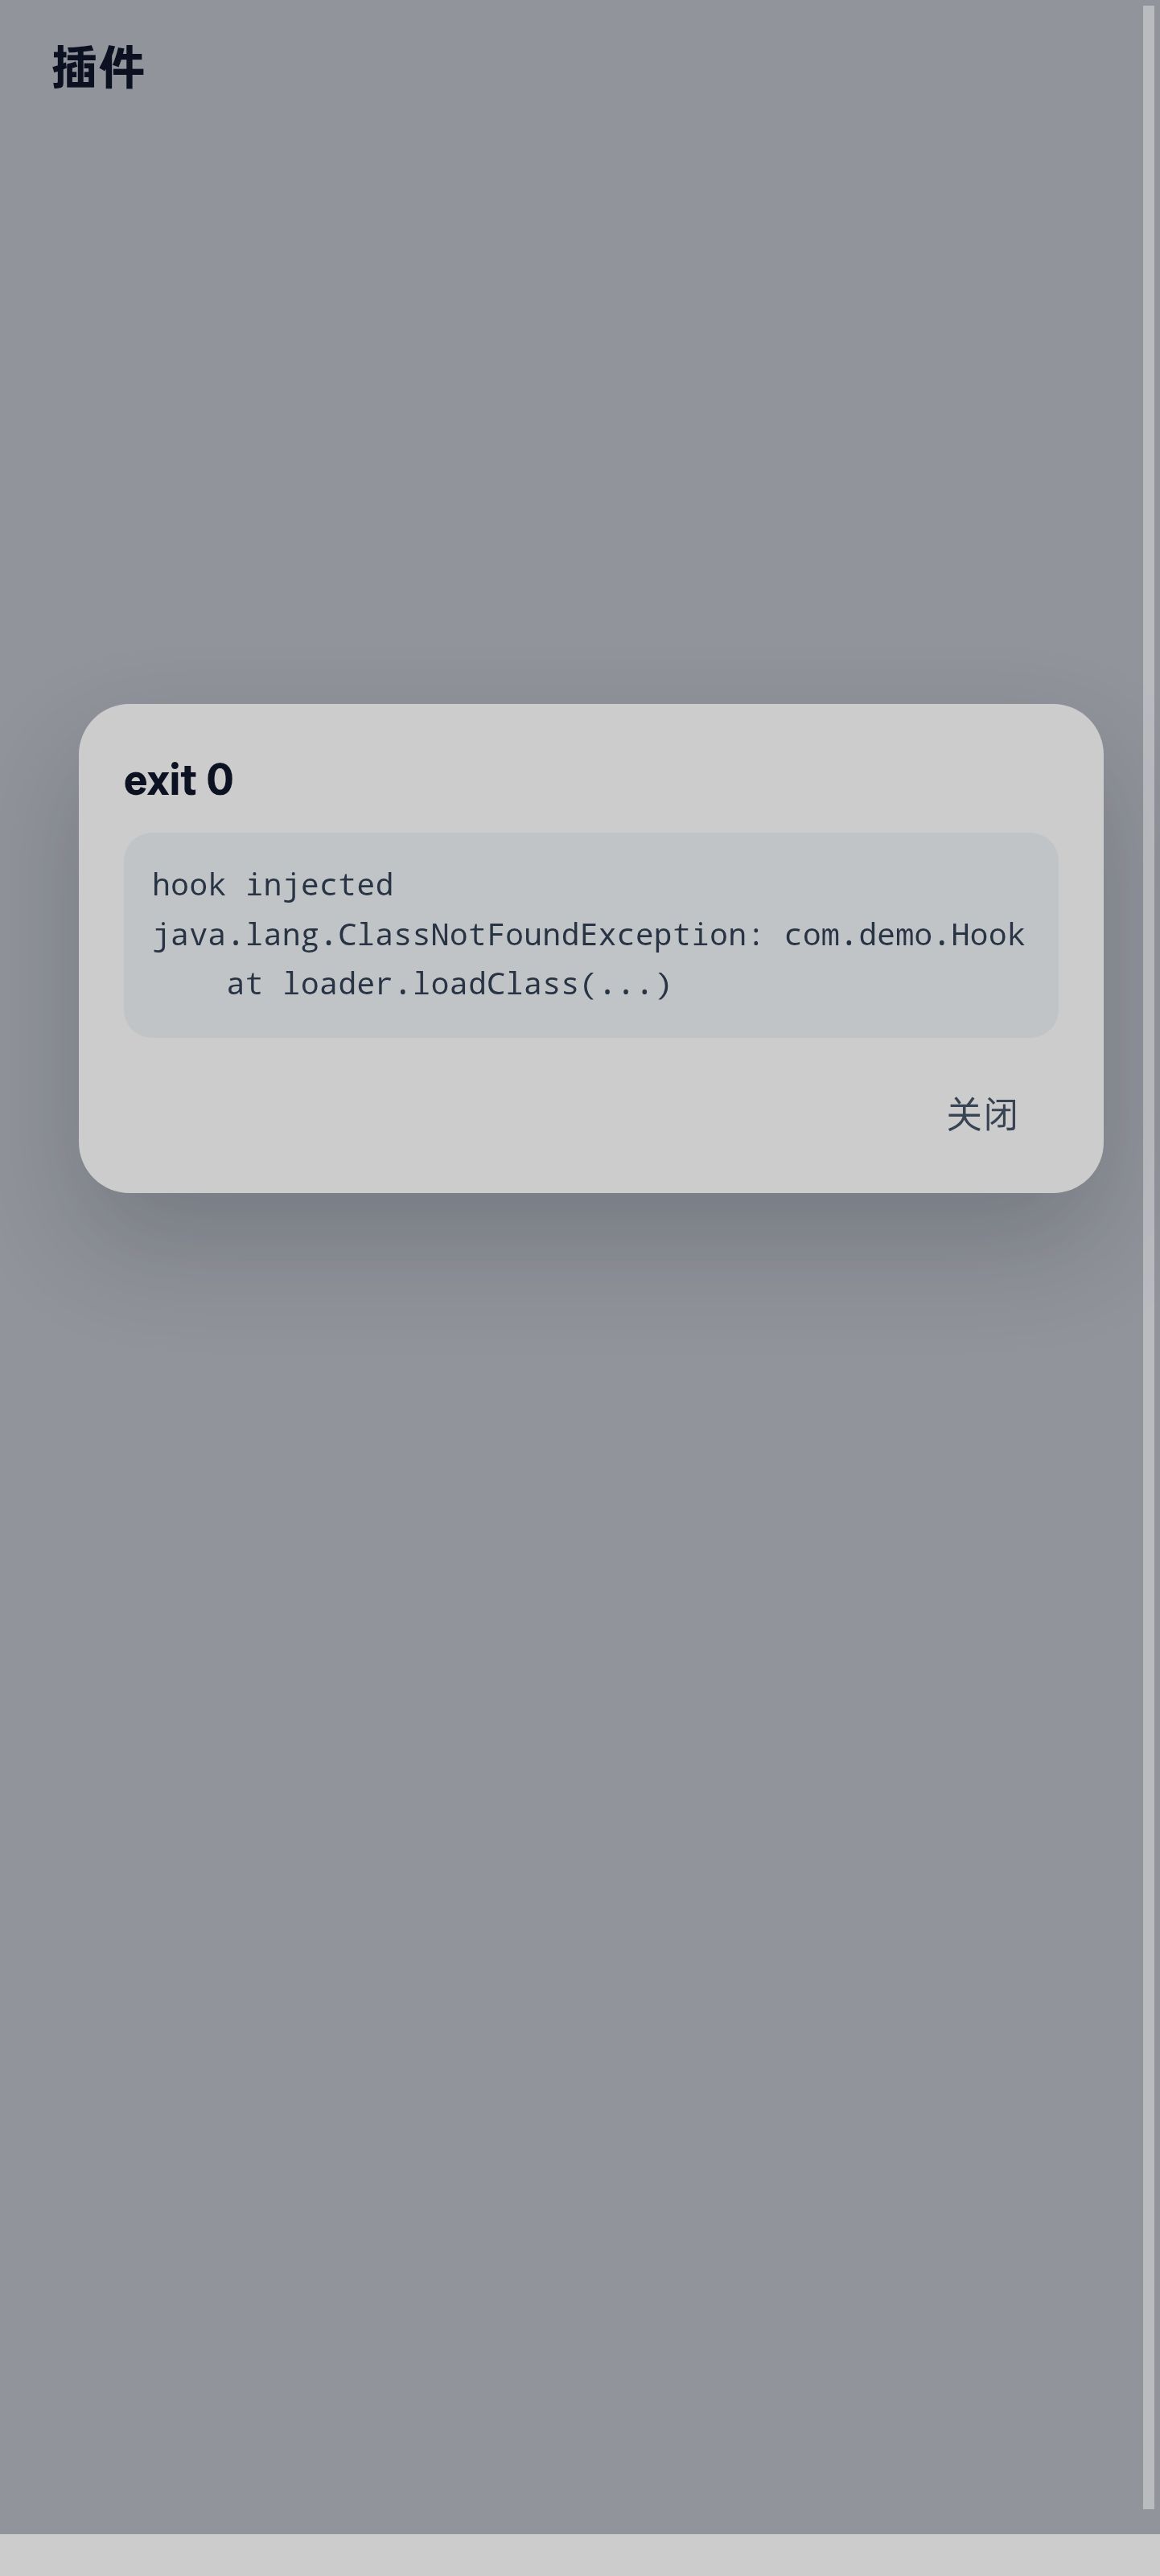 插件
exit 0
hook injected
java.lang.ClassNotFoundException: com.demo.Hook
    at loader.loadClass(...)
关闭